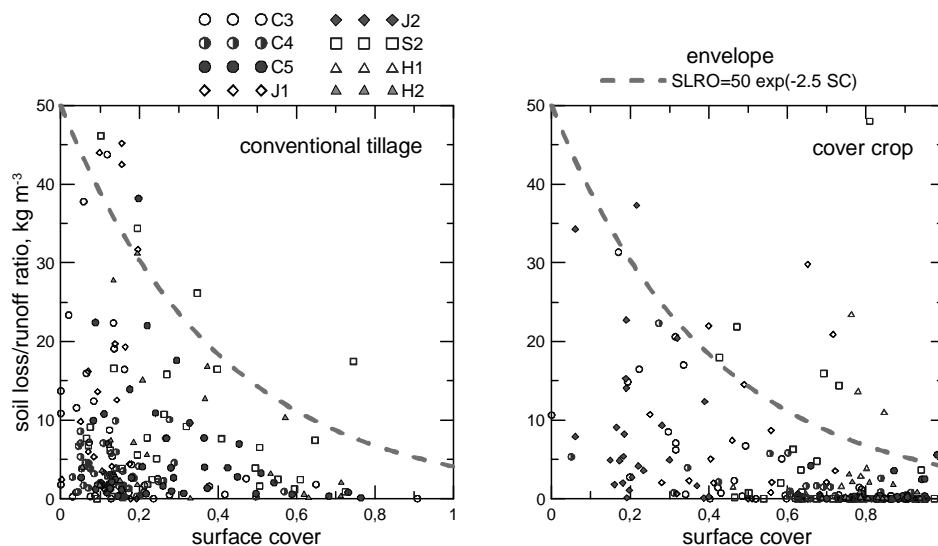 C3 J2
C4 S2
C5 H1
J1 H2
envelope
SLRO=50 exp(-2.5 SC)
conventional tillage
cover crop
soil loss/runoff ratio, kg m⁻³
50
40
30
20
10
0
0 0,2 0,4 0,6 0,8 1
surface cover
50
40
30
20
10
0
0 0,2 0,4 0,6 0,8
surface cover